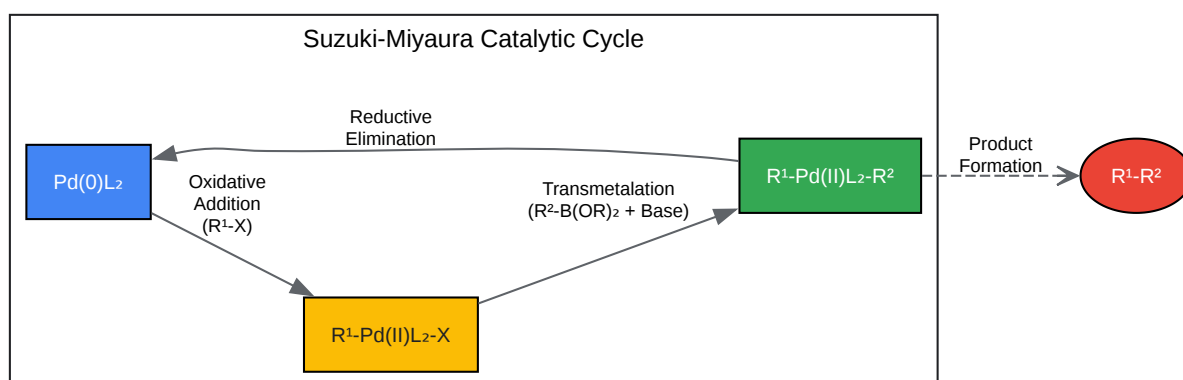 Suzuki-Miyaura Catalytic Cycle
Reductive
Elimination
Pd(0)L₂
Oxidative
Addition
(R¹-X)
Transmetalation
(R²-B(OR)₂ + Base)
R¹-Pd(II)L₂-R²
Product
Formation
R¹-R²
R¹-Pd(II)L₂-X